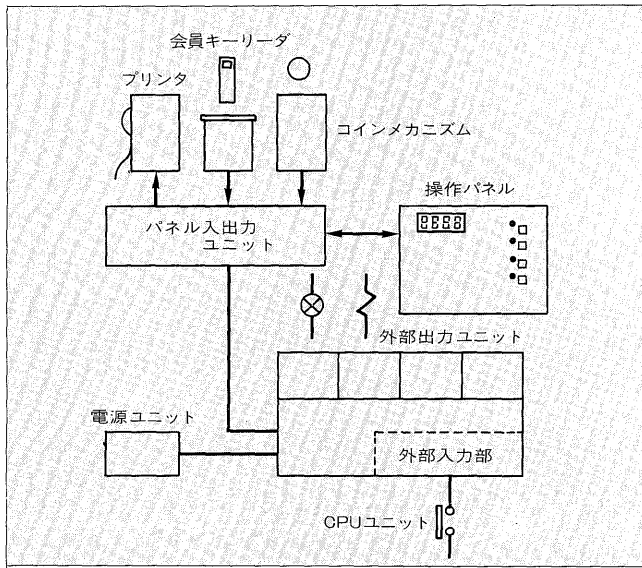 会員キーリーダ
プリンタ
コインメカニズム
操作パネル
パネル入出力
ユニット
外部出力ユニット
電源ユニット
外部入力部
CPUユニット